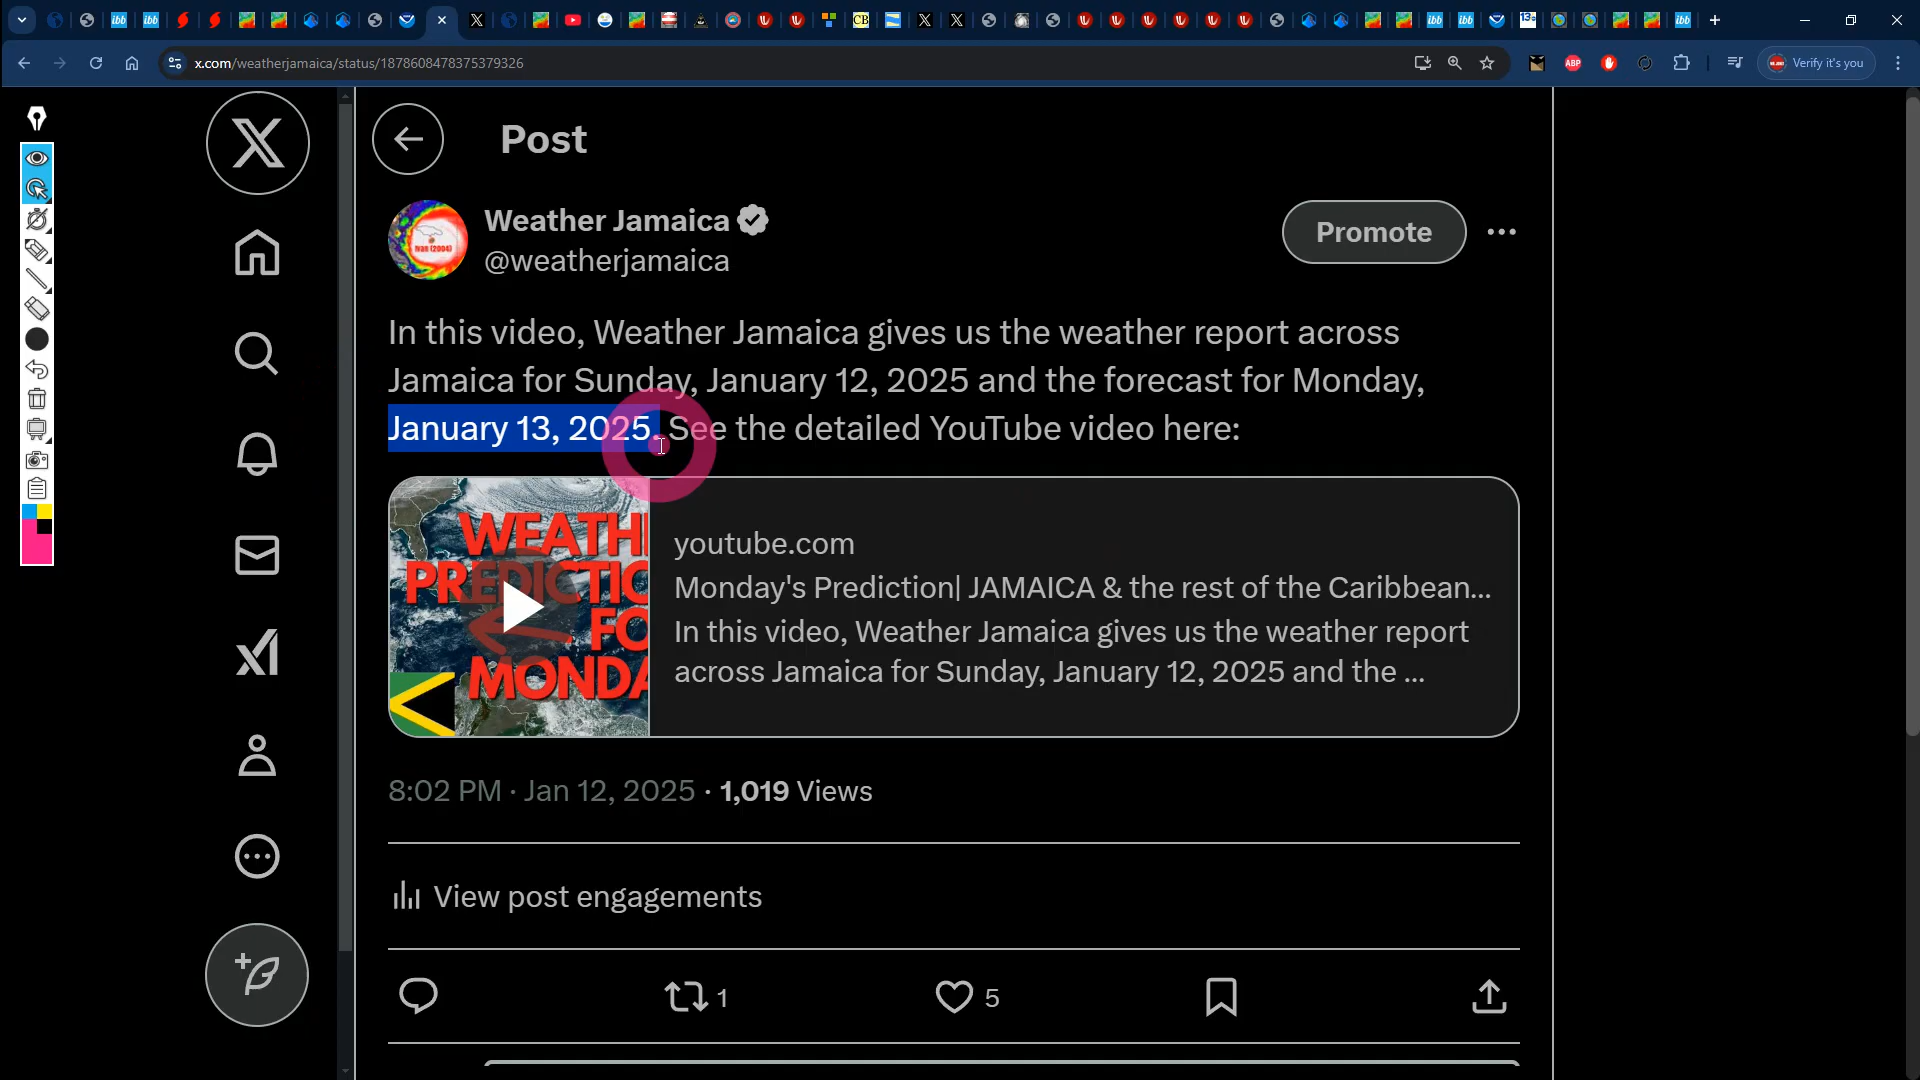 x.com/weatherjamaica/status/1878608478375379326
Verify it's you
Post
Weather Jamaica
@weatherjamaica
Promote
In this video, Weather Jamaica gives us the weather report across
Jamaica for Sunday, January 12, 2025 and the forecast for Monday,
January 13, 2025. See the detailed YouTube video here:
WEATH
PREDICTIO
FO
MONDA
youtube.com
Monday's Prediction| JAMAICA & the rest of the Caribbean...
In this video, Weather Jamaica gives us the weather report
across Jamaica for Sunday, January 12, 2025 and the ...
8:02 PM · Jan 12, 2025 · 1,019 Views
View post engagements
1
5